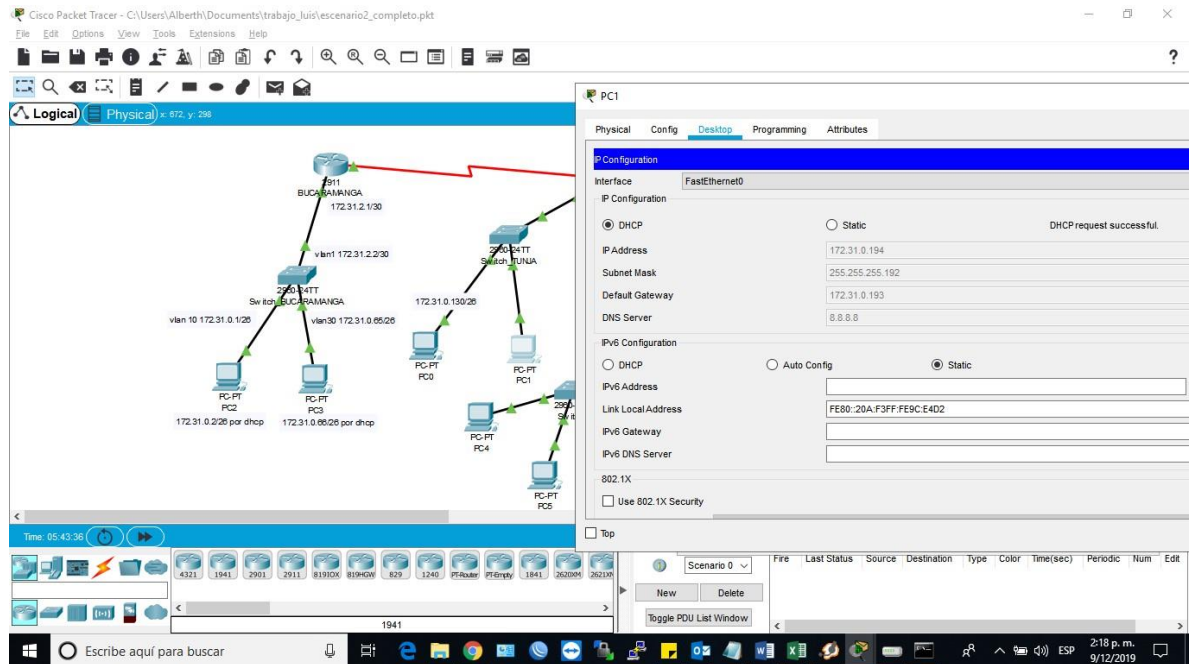 Cisco Packet Tracer - C:\Users\Alberth\Documents\trabajo_luis\escenario2_completo.pkt
File Edit Options View Tools Extensions Help
Logical Physical x: 672, y: 298
2911
BUCARAMANGA
172.31.2.1/30
vlan1 172.31.2.2/30
2960-24TT
Switch_BUCARAMANGA
vlan 10 172.31.0.1/26
vlan30 172.31.0.65/26
PC-PT
PC2
172.31.0.2/26 por dhcp
PC-PT
PC3
172.31.0.66/26 por dhcp
2960-24TT
Switch_TUNJA
172.31.0.130/26
PC-PT
PC0
PC-PT
PC1
2960-
Swit
PC-PT
PC4
PC-PT
PC5
PC1
Physical Config Desktop Programming Attributes
IP Configuration
Interface FastEthernet0
IP Configuration
DHCP Static DHCP request successful.
IP Address 172.31.0.194
Subnet Mask 255.255.255.192
Default Gateway 172.31.0.193
DNS Server 8.8.8.8
IPv6 Configuration
DHCP Auto Config Static
IPv6 Address
Link Local Address FE80::20A:F3FF:FE9C:E4D2
IPv6 Gateway
IPv6 DNS Server
802.1X
Use 802.1X Security
Top
Time: 05:43:36
4321 1941 2901 2911 819IOX 819HGW 829 1240 PT-Router PT-Empty 1841 2620XM 2621XM
1941
Scenario 0
New Delete
Toggle PDU List Window
Fire Last Status Source Destination Type Color Time(sec) Periodic Num Edit
Escribe aquí para buscar
ESP
2:18 p. m.
9/12/2019